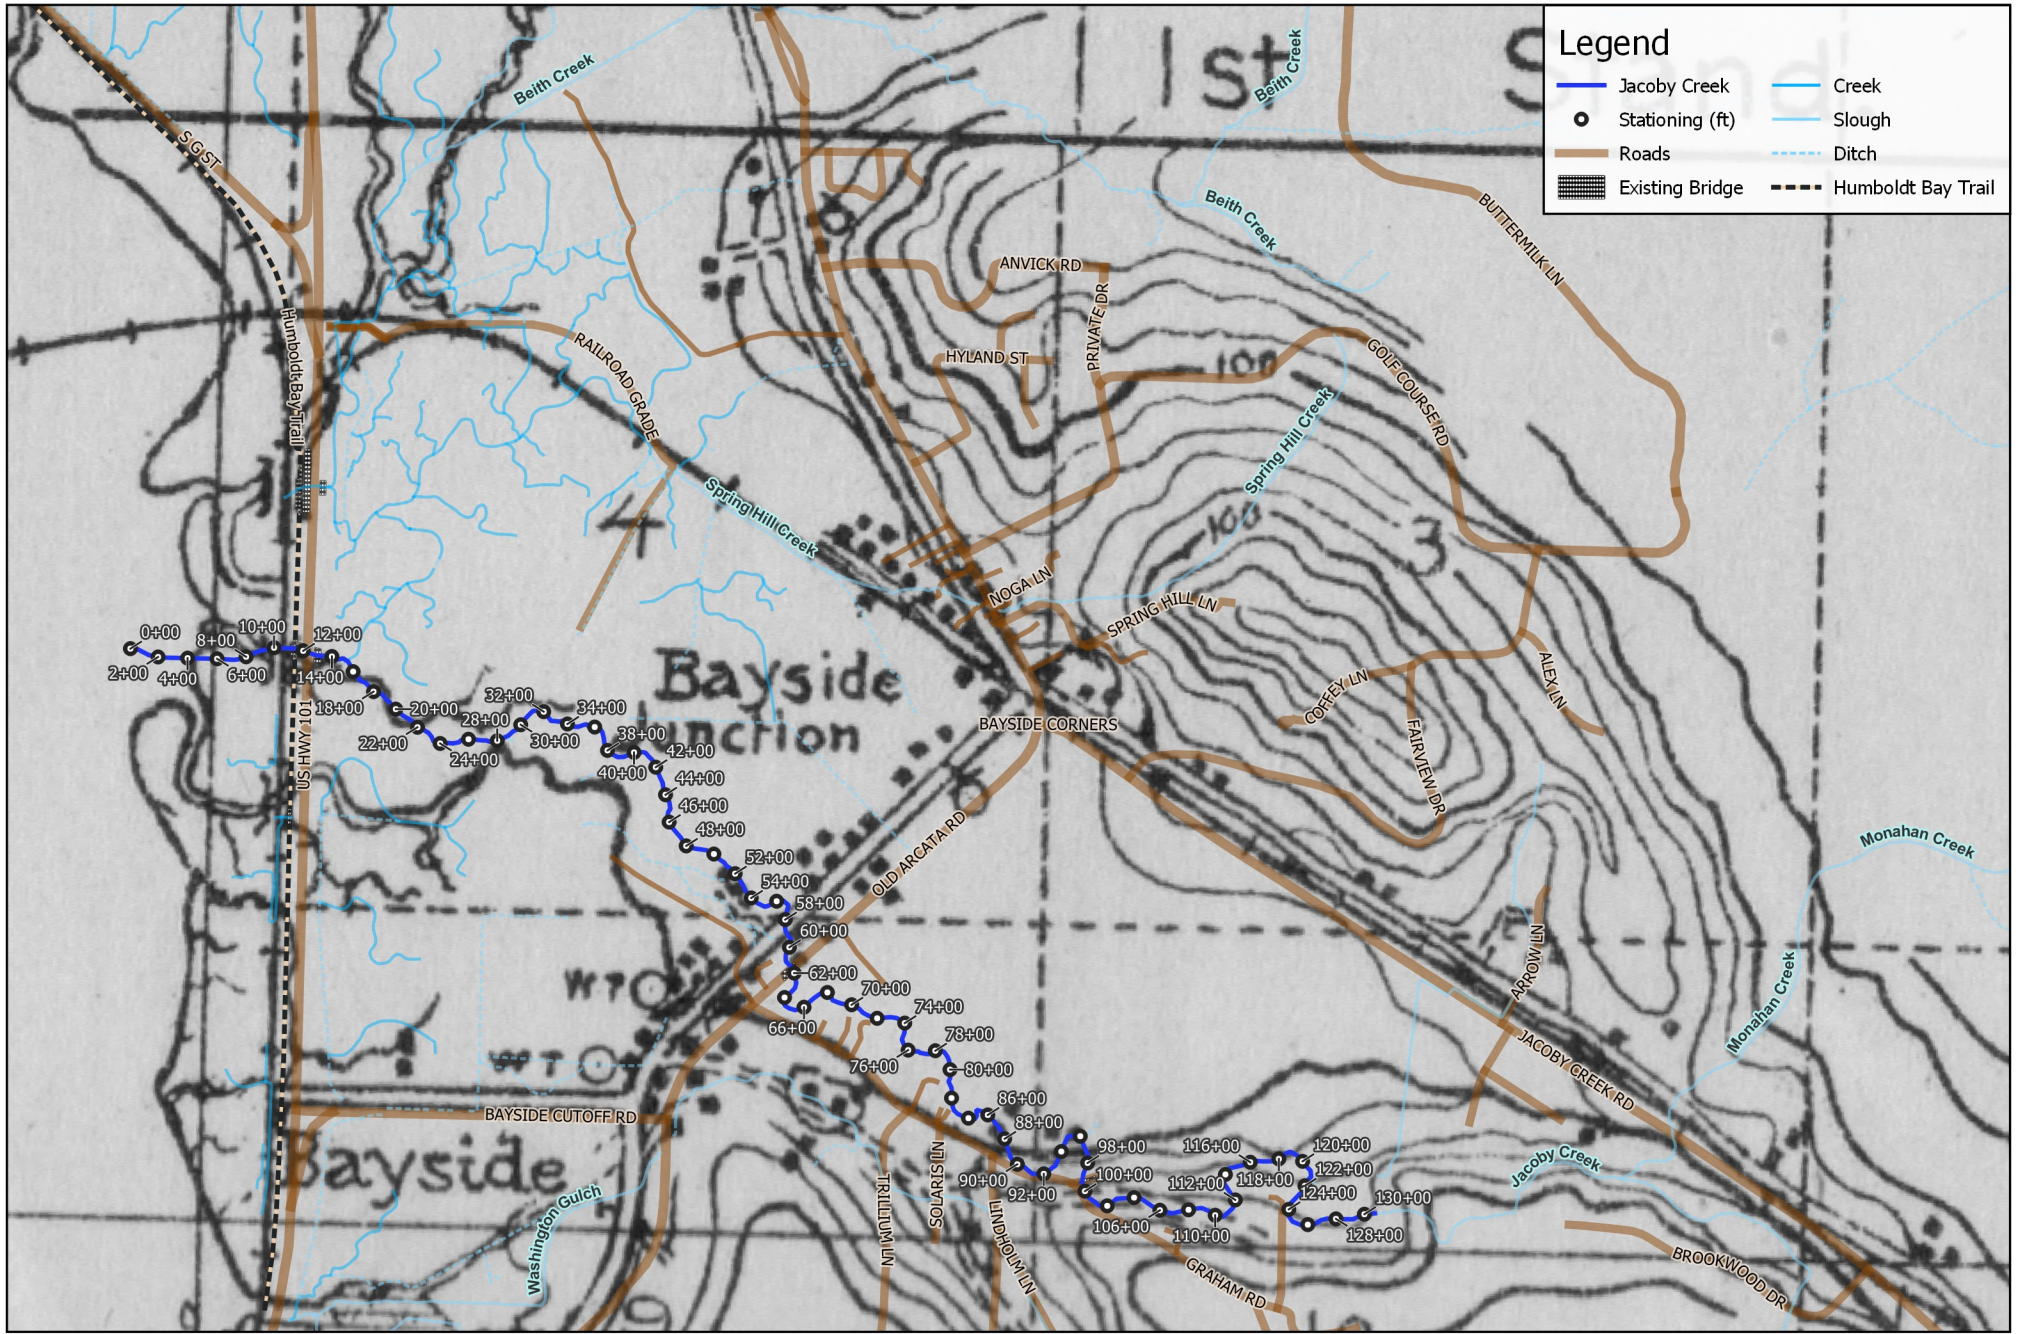 Legend
Jacoby Creek
Creek
Stationing (ft)
Slough
Roads
Ditch
Existing Bridge
Humboldt Bay Trail
1st
Beith Creek
Beith Creek
S G ST
BUTTERMILK LN
Beith Creek
8
ANVICK RD
PRIVATE DR
Humboldt Bay Trail
RAILROAD GRADE
HYLAND ST
100
GOLF COURSE RD
Spring Hill Creek
Spring Hill Creek
4
100
3
NOGA LN
SPRING HILL LN
0+00
8+00
10+00
12+00
2+00
4+00
6+00
14+00
18+00
20+00
22+00
24+00
28+00
30+00
32+00
34+00
38+00
40+00
42+00
44+00
46+00
48+00
52+00
54+00
58+00
60+00
62+00
66+00
70+00
74+00
76+00
78+00
80+00
86+00
88+00
90+00
92+00
98+00
100+00
106+00
110+00
112+00
116+00
118+00
120+00
122+00
124+00
128+00
130+00
Bayside
Junction
US HWY 101
BAYSIDE CORNERS
COFFEY LN
FAIRVIEW DR
ALEX LN
OLD ARCATA RD
Monahan Creek
Monahan Creek
ARROW LN
JACOBY CREEK RD
WT
WT
BAYSIDE CUTOFF RD
Bayside
Washington Gulch
TRILLIUM LN
SOLARIS LN
LINDHOLM LN
GRAHAM RD
Jacoby Creek
BROOKWOOD DR